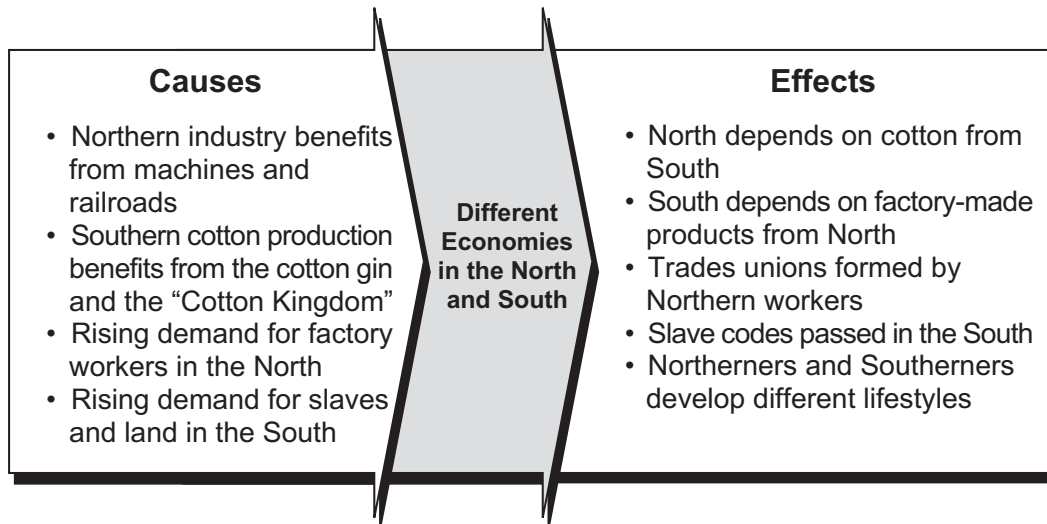 Causes
• Northern industry benefits
from machines and
railroads
• Southern cotton production
benefits from the cotton gin
and the “Cotton Kingdom”
• Rising demand for factory
workers in the North
• Rising demand for slaves
and land in the South
Different
Economies
in the North
and South
Effects
• North depends on cotton from
South
• South depends on factory-made
products from North
• Trades unions formed by
Northern workers
• Slave codes passed in the South
• Northerners and Southerners
develop different lifestyles